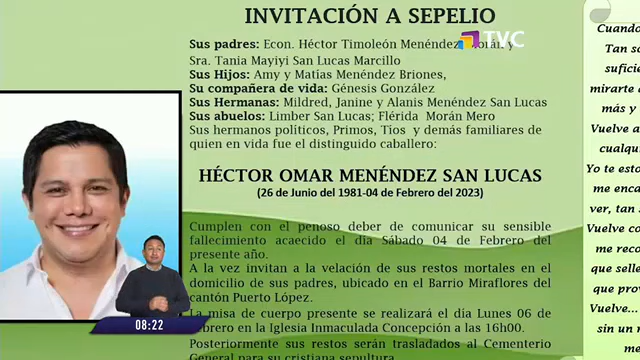 INVITACIÓN A SEPELIO
TVC
Sus padres: Econ. Héctor Timoleón Menéndez y
Sra. Tania Mayiyi San Lucas Marcillo
Sus Hijos: Amy y Matías Menéndez Briones,
Su compañera de vida: Génesis González
Sus Hermanas: Mildred, Janine y Alanis Menéndez San Lucas
Sus abuelos: Limber San Lucas; Flérida Morán Mero
Sus hermanos políticos, Primos, Tíos y demás familiares de
quien en vida fue el distinguido caballero:
HÉCTOR OMAR MENÉNDEZ SAN LUCAS
(26 de Junio del 1981-04 de Febrero del 2023)
Cumplen con el penoso deber de comunicar su sensible
fallecimiento acaecido el día Sábado 04 de Febrero del
presente año.
A la vez invitan a la velación de sus restos mortales en el
domicilio de sus padres, ubicado en el Barrio Miraflores del
cantón Puerto López.
La misa de cuerpo presente se realizará el dia Lunes 06 de
Febrero en la Iglesia Inmaculada Concepción a las 16h00.
Posteriormente sus restos serán trasladados al Cementerio
General para su cristiana sepultura.
08:22
Cuando
Tan so
suficie
mirarte a
más y
Vuelve a
cualqu
Yo te esto
me enca
ver, tan s
Vuelve
me reco
que selle
que prov
Vuelve...
sin un r
me